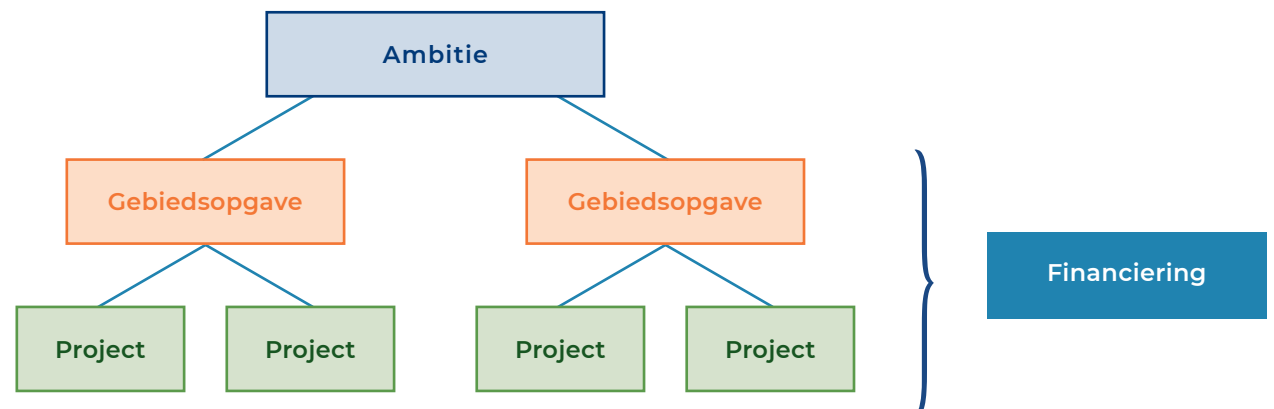 Ambitie
Gebiedsopgave
Gebiedsopgave
Financiering
Project
Project
Project
Project